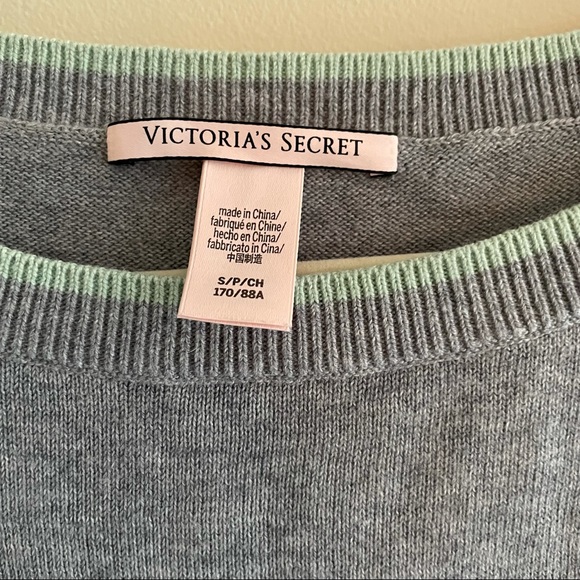 VICTORIA'S SECRET
made in China/
fabriqué en Chine/
hecho en China/
fabbricato in Cina/
中国制造
S/P/CH
170/88A